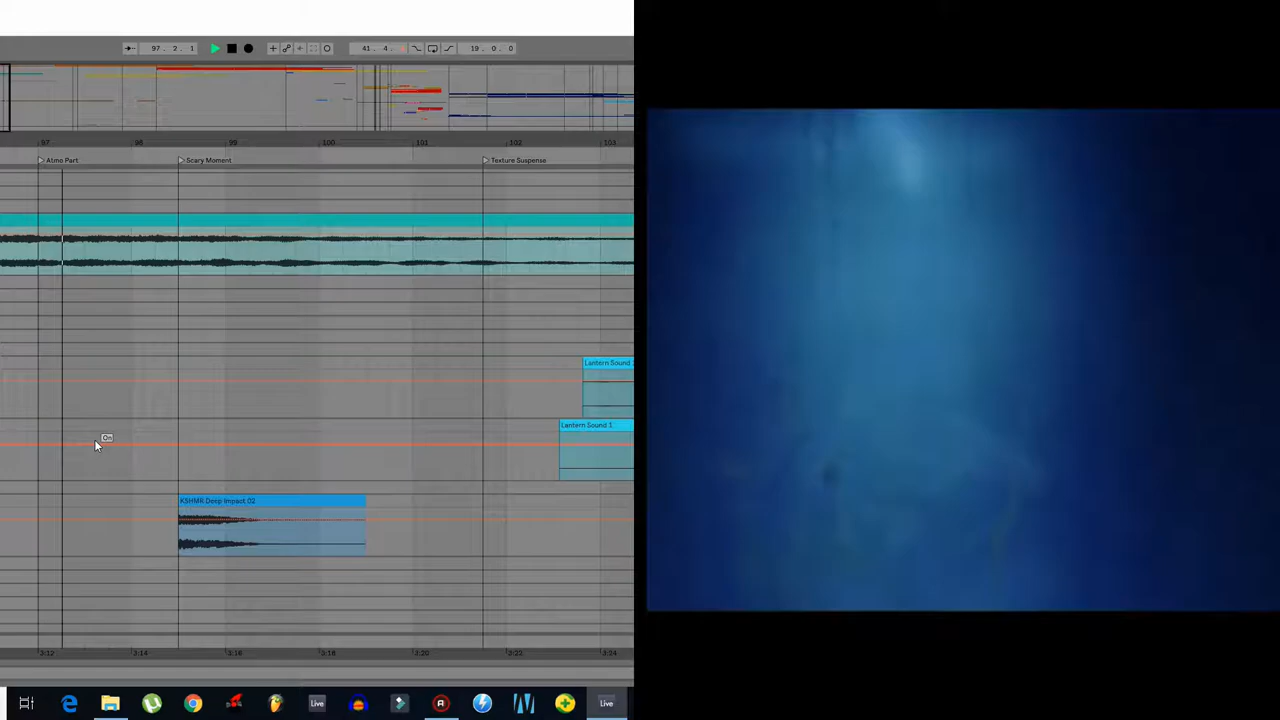 97 . 2 . 1
41 . 4 .
19 . 0 . 0
97 98 99 100 101 102 103
Atmo Part Scary Moment Texture Suspense
Lantern Sound
Lantern Sound 1
On
KSHMR Deep Impact 02
3:12 3:14 3:16 3:18 3:20 3:22 3:24
Live Live